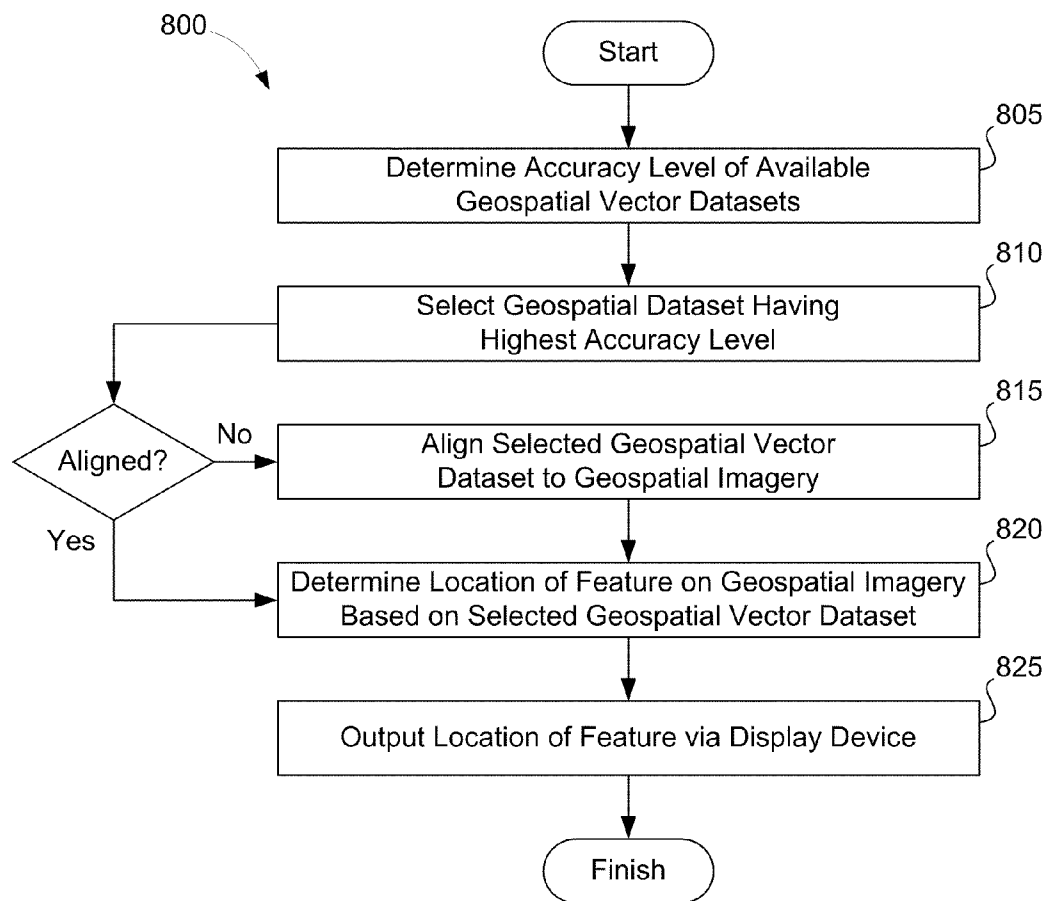 800
Start
805
Determine Accuracy Level of Available
Geospatial Vector Datasets
810
Select Geospatial Dataset Having
Highest Accuracy Level
815
Aligned?
No
Align Selected Geospatial Vector
Dataset to Geospatial Imagery
Yes
820
Determine Location of Feature on Geospatial Imagery
Based on Selected Geospatial Vector Dataset
825
Output Location of Feature via Display Device
Finish